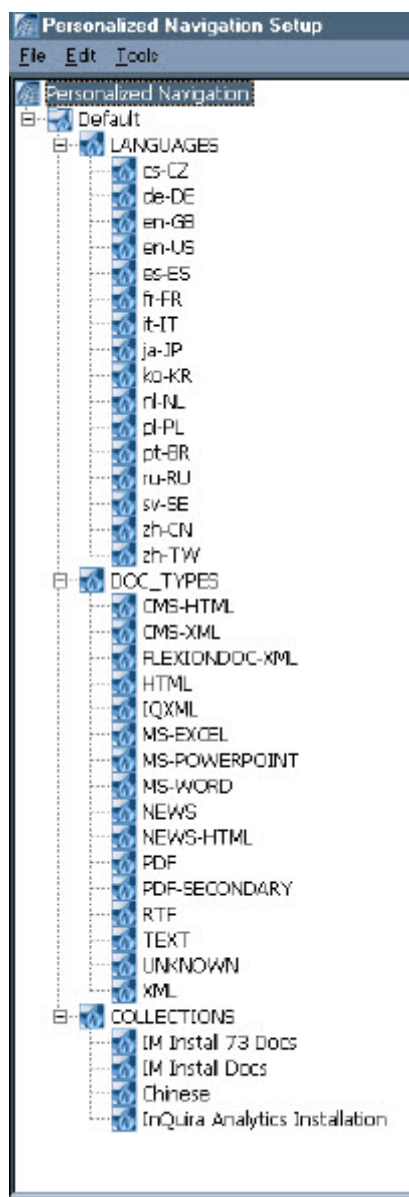 Personalized Navigation Setup
File Edit Tools
Personalized Navigation
Default
LANGUAGES
cs-CZ
de-DE
en-GB
en-US
es-ES
fr-FR
it-IT
ja-JP
ko-KR
nl-NL
pl-PL
pt-BR
ru-RU
sv-SE
zh-CN
zh-TW
DOC_TYPES
CMS-HTML
CMS-XML
FLEXIONDOC-XML
HTML
IQXML
MS-EXCEL
MS-POWERPOINT
MS-WORD
NEWS
NEWS-HTML
PDF
PDF-SECONDARY
RTF
TEXT
UNKNOWN
XML
COLLECTIONS
IM Install 73 Docs
IM Install Docs
Chinese
InQuira Analytics Installation